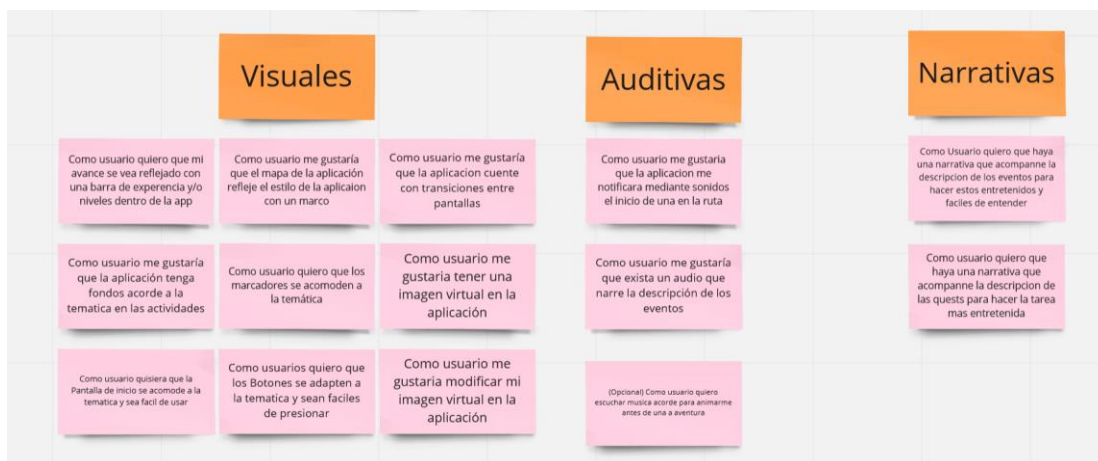 Visuales
Como usuario quiero que mi
avance se vea reflejado con
una barra de experencia y/o
niveles dentro de la app
Como usuario me gustaría
que el mapa de la aplicación
refleje el estilo de la aplicaion
con un marco
Como usuario me gustaría
que la aplicacion cuente
con transiciones entre
pantallas
Como usuario me gustaría
que la aplicación tenga
fondos acorde a la
tematica en las actividades
Como usuario quiero que los
marcadores se acomoden a
la temática
Como usuario me
gustaria tener una
imagen virtual en la
aplicación
Como usuario quisiera que la
Pantalla de inicio se acomode a la
tematica y sea facil de usar
Como usuarios quiero que
los Botones se adapten a
la tematica y sean faciles
de presionar
Como usuario me
gustaria modificar mi
imagen virtual en la
aplicación
Auditivas
Como usuario me gustaria
que la aplicacion me
notificara mediante sonidos
el inicio de una en la ruta
Como usuario me gustaría
que exista un audio que
narre la descripción de los
eventos
(Opcional) Como usuario quiero
escuchar musica acorde para animarme
antes de una a aventura
Narrativas
Como Usuario quiero que haya
una narrativa que acompanne la
descripcion de los eventos para
hacer estos entretenidos y
faciles de entender
Como usuario quiero que
haya una narrativa que
acompanne la descripcion de
las quests para hacer la tarea
mas entretenida